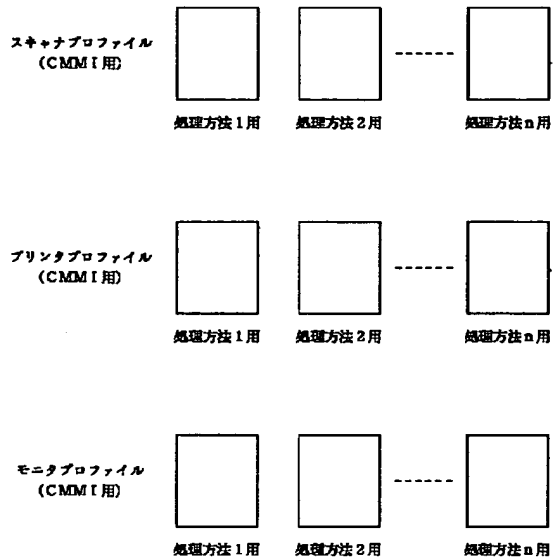 スキャナプロファイル
(CMMⅠ用)
処理方法1用 処理方法2用 処理方法n用
プリンタプロファイル
(CMMⅠ用)
処理方法1用 処理方法2用 処理方法n用
モニタプロファイル
(CMMⅠ用)
処理方法1用 処理方法2用 処理方法n用